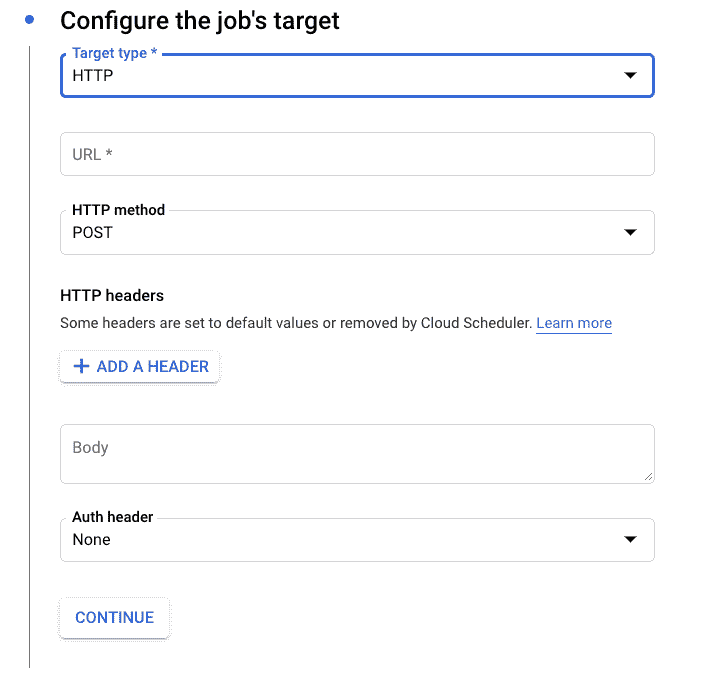 Configure the job's target
Target type *
HTTP
URL *
HTTP method
POST
HTTP headers
Some headers are set to default values or removed by Cloud Scheduler. Learn more
+ ADD A HEADER
Body
Auth header
None
CONTINUE